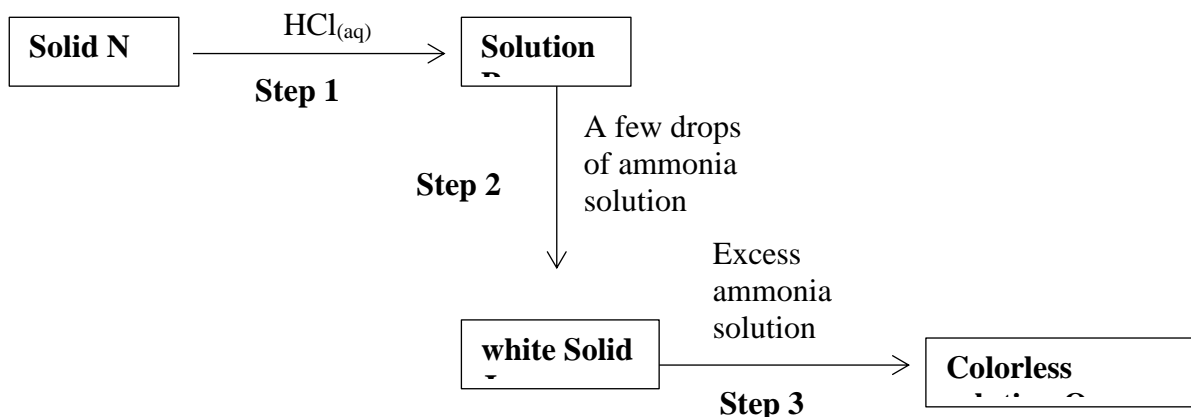 Solid N
HCl(aq)
Step 1
Solution
A few drops
of ammonia
solution
Step 2
Excess
ammonia
solution
white Solid
Step 3
Colorless